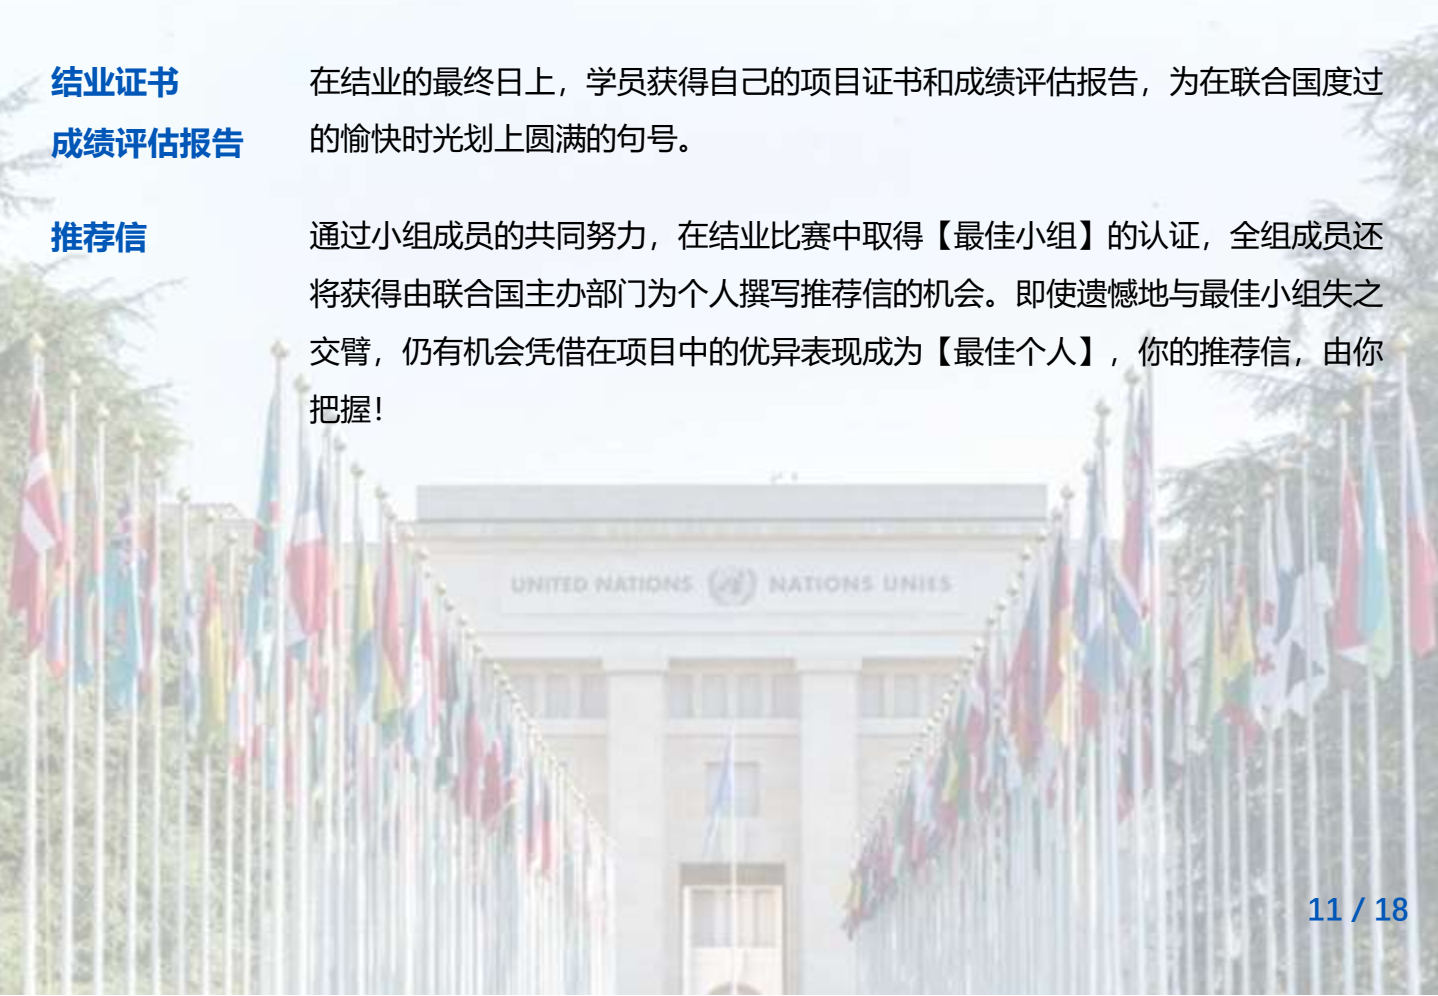 结业证书
成绩评估报告
在结业的最终日上，学员获得自己的项目证书和成绩评估报告，为在联合国度过
的愉快时光划上圆满的句号。
推荐信
通过小组成员的共同努力，在结业比赛中取得【最佳小组】的认证，全组成员还
将获得由联合国主办部门为个人撰写推荐信的机会。即使遗憾地与最佳小组失之
交臂，仍有机会凭借在项目中的优异表现成为【最佳个人】，你的推荐信，由你
把握！
UNITED NATIONS NATIONS UNIES
11 / 18